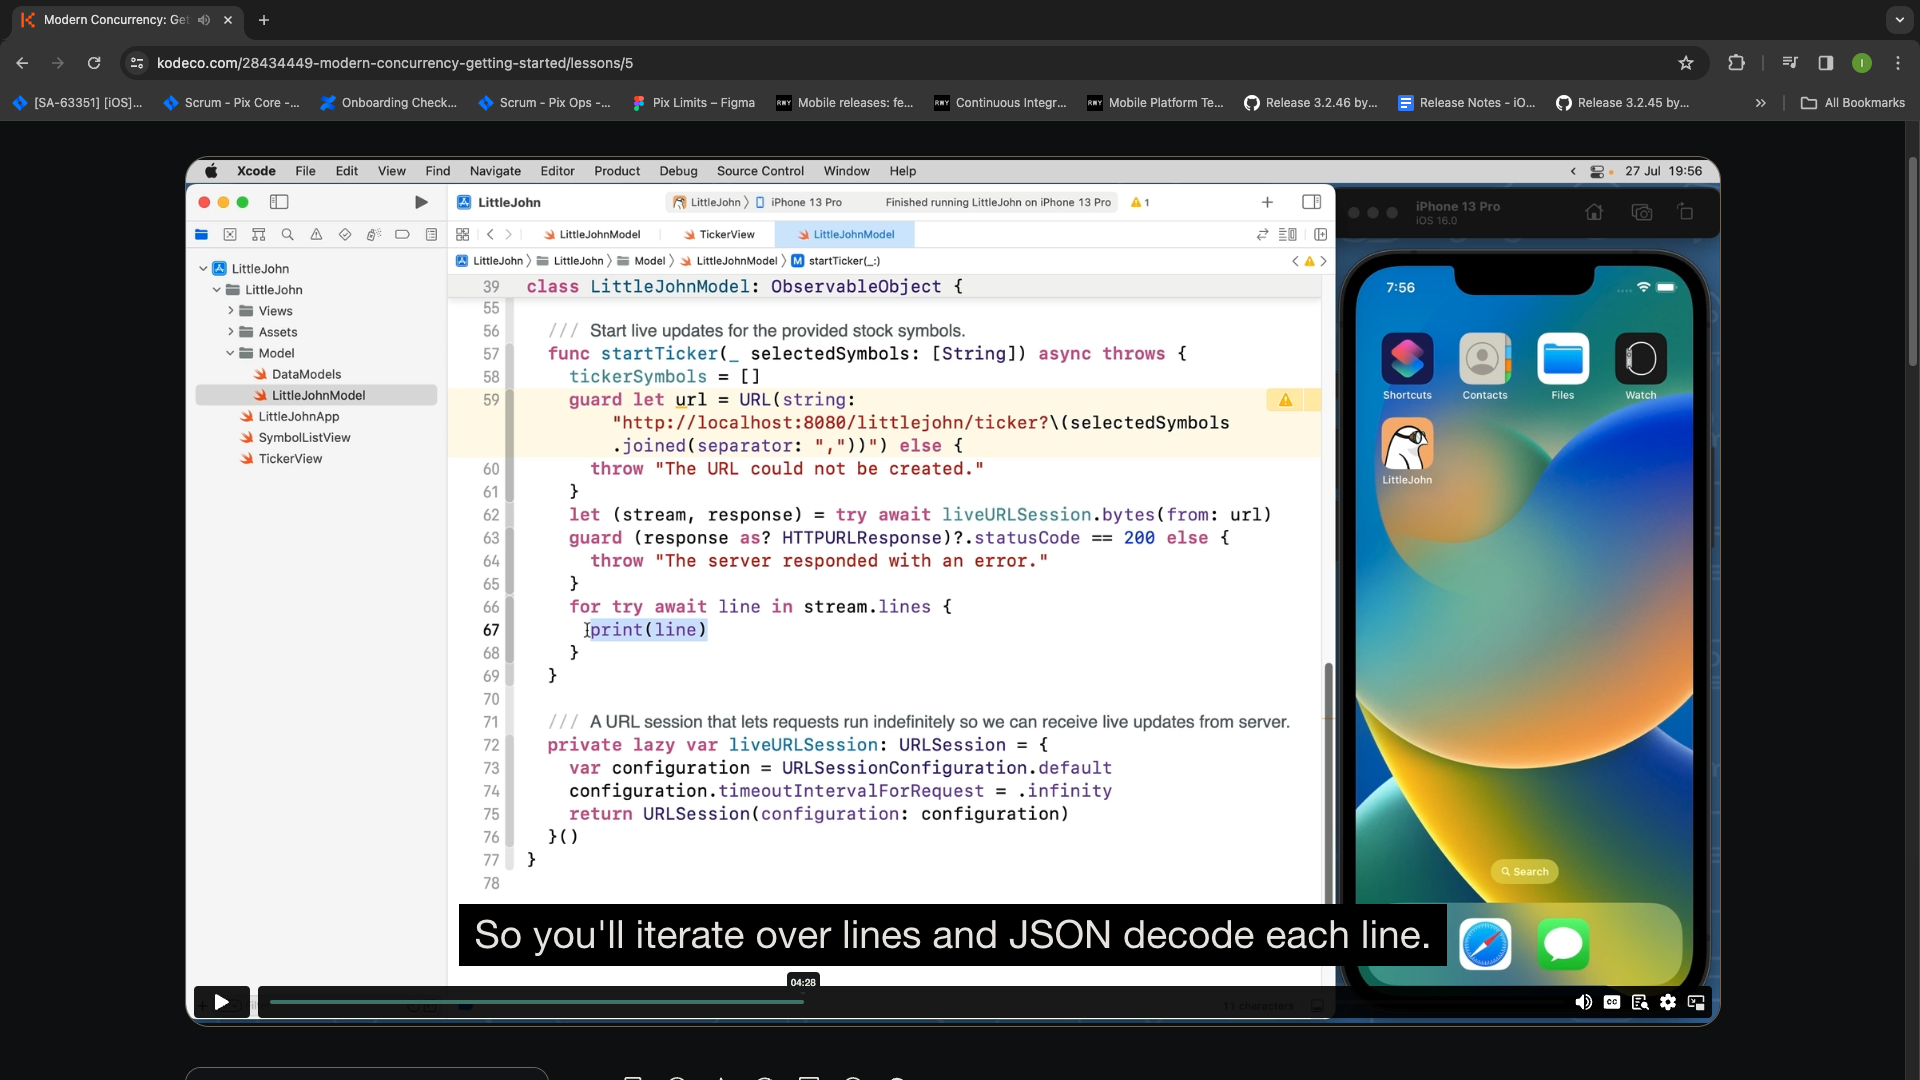 Modern Concurrency: Get
kodeco.com/28434449-modern-concurrency-getting-started/lessons/5
I
[SA-63351] [iOS]...
Scrum - Pix Core -...
Onboarding Check...
Scrum - Pix Ops -...
Pix Limits – Figma
Mobile releases: fe...
Continuous Integr...
Mobile Platform Te...
Release 3.2.46 by...
Release Notes - iO...
Release 3.2.45 by...
All Bookmarks
Xcode File Edit View Find Navigate Editor Product Debug Source Control Window Help
27 Jul 19:56
LittleJohn
LittleJohn
iPhone 13 Pro
Finished running LittleJohn on iPhone 13 Pro
1
LittleJohnModel
TickerView
LittleJohnModel
LittleJohn
LittleJohn
Model
LittleJohnModel
M
startTicker(_:)
LittleJohn
LittleJohn
Views
Assets
Model
DataModels
LittleJohnModel
LittleJohnApp
SymbolListView
TickerView
39 class LittleJohnModel: ObservableObject {
55
56 /// Start live updates for the provided stock symbols.
57 func startTicker(_ selectedSymbols: [String]) async throws {
58 tickerSymbols = []
59 guard let url = URL(string:
"http://localhost:8080/littlejohn/ticker?\(selectedSymbols
.joined(separator: ","))") else {
60 throw "The URL could not be created."
61 }
62 let (stream, response) = try await liveURLSession.bytes(from: url)
63 guard (response as? HTTPURLResponse)?.statusCode == 200 else {
64 throw "The server responded with an error."
65 }
66 for try await line in stream.lines {
67 print(line)
68 }
69 }
70
71 /// A URL session that lets requests run indefinitely so we can receive live updates from server.
72 private lazy var liveURLSession: URLSession = {
73 var configuration = URLSessionConfiguration.default
74 configuration.timeoutIntervalForRequest = .infinity
75 return URLSession(configuration: configuration)
76 }()
77 }
78
iPhone 13 Pro
iOS 16.0
7:56
Shortcuts
Contacts
Files
Watch
LittleJohn
Search
So you'll iterate over lines and JSON decode each line.
04:28
11 characters
CC